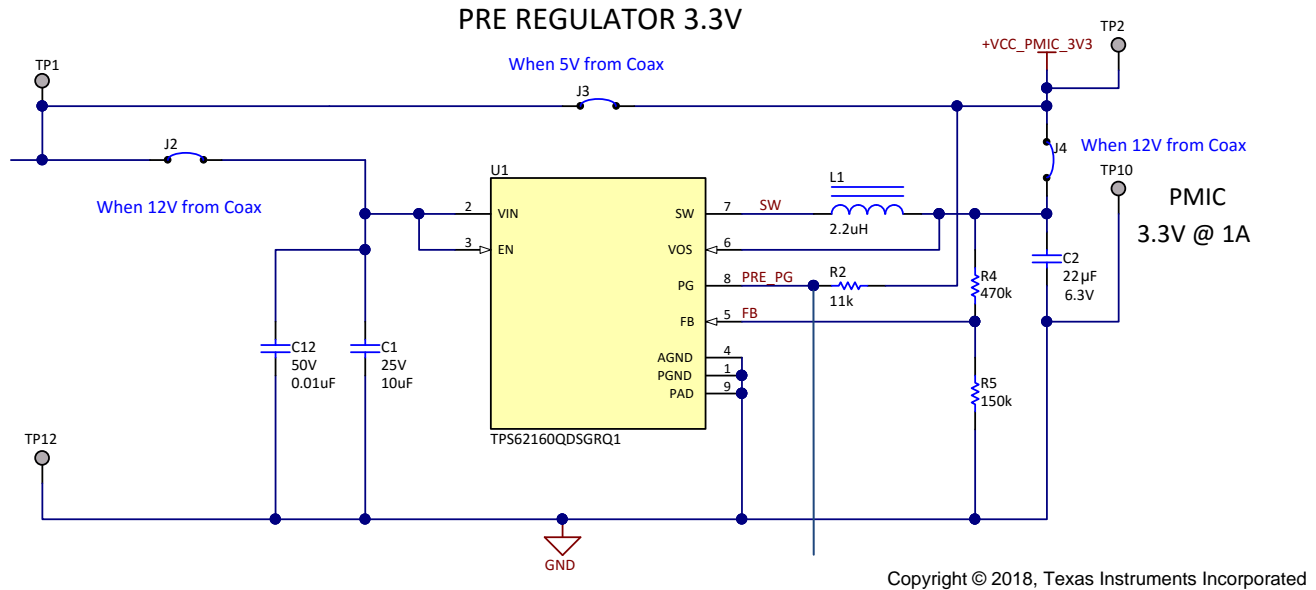 PRE REGULATOR 3.3V
TP1
When 5V from Coax
J3
+VCC_PMIC_3V3
TP2
J2
When 12V from Coax
J4
When 12V from Coax
TP10
PMIC
3.3V @ 1A
U1
2
VIN
3
EN
SW
7
SW
VOS
6
PG
8
PRE_PG
FB
5
FB
AGND
4
PGND
1
PAD
9
TPS62160QDSGRQ1
L1
2.2uH
R2
11k
R4
470k
C2
22µF
6.3V
R5
150k
C12
50V
0.01uF
C1
25V
10uF
TP12
GND
Copyright © 2018, Texas Instruments Incorporated